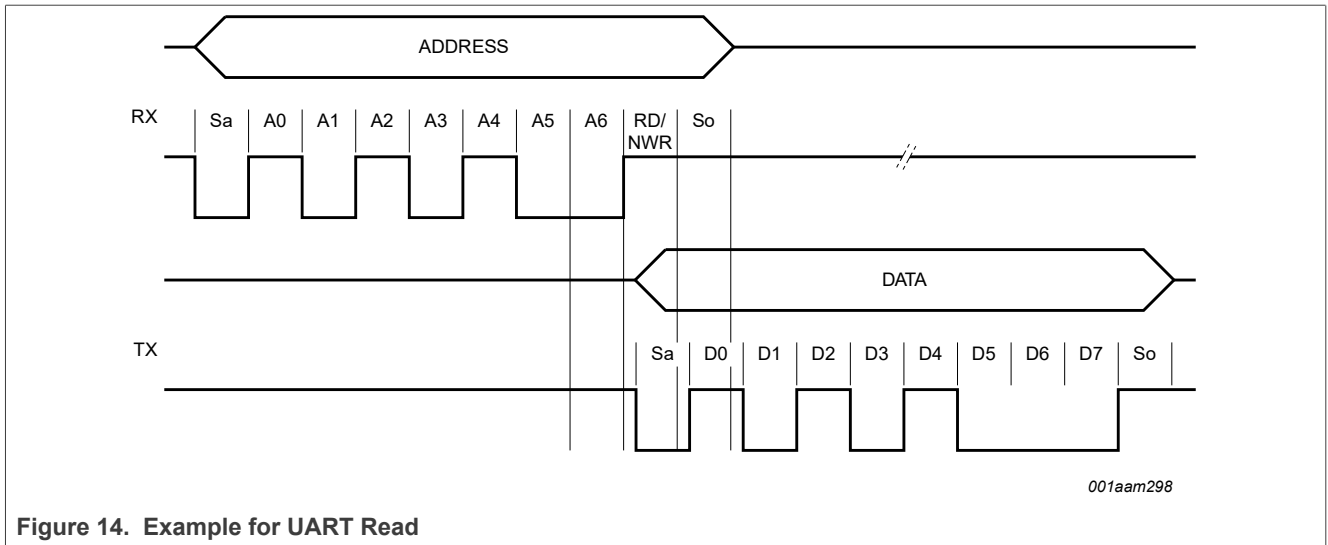 ADDRESS
RX Sa A0 A1 A2 A3 A4 A5 A6 RD/ So
NWR
DATA
TX Sa D0 D1 D2 D3 D4 D5 D6 D7 So
001aam298
Figure 14. Example for UART Read